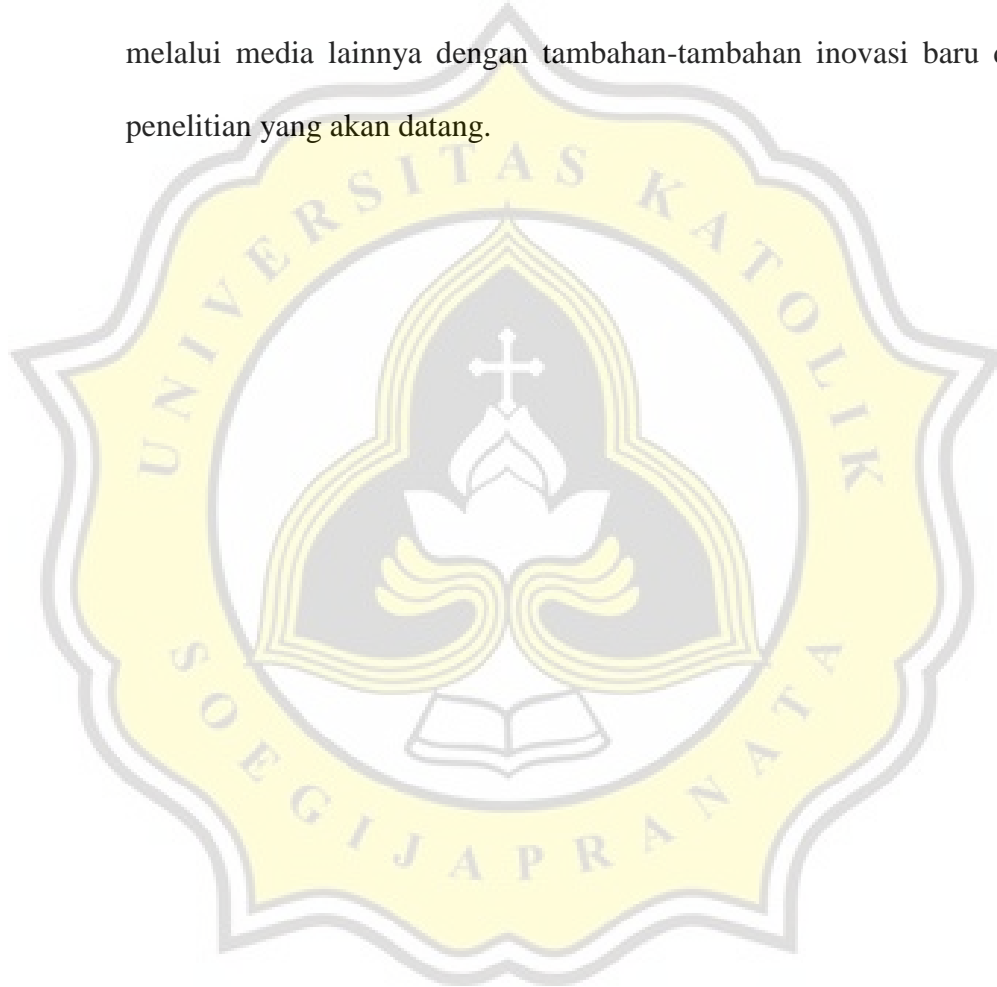 melalui media lainnya dengan tambahan-tambahan inovasi baru
penelitian yang akan datang.
UNIVERSITAS KATOLIK
SOEGIJAPRANATA